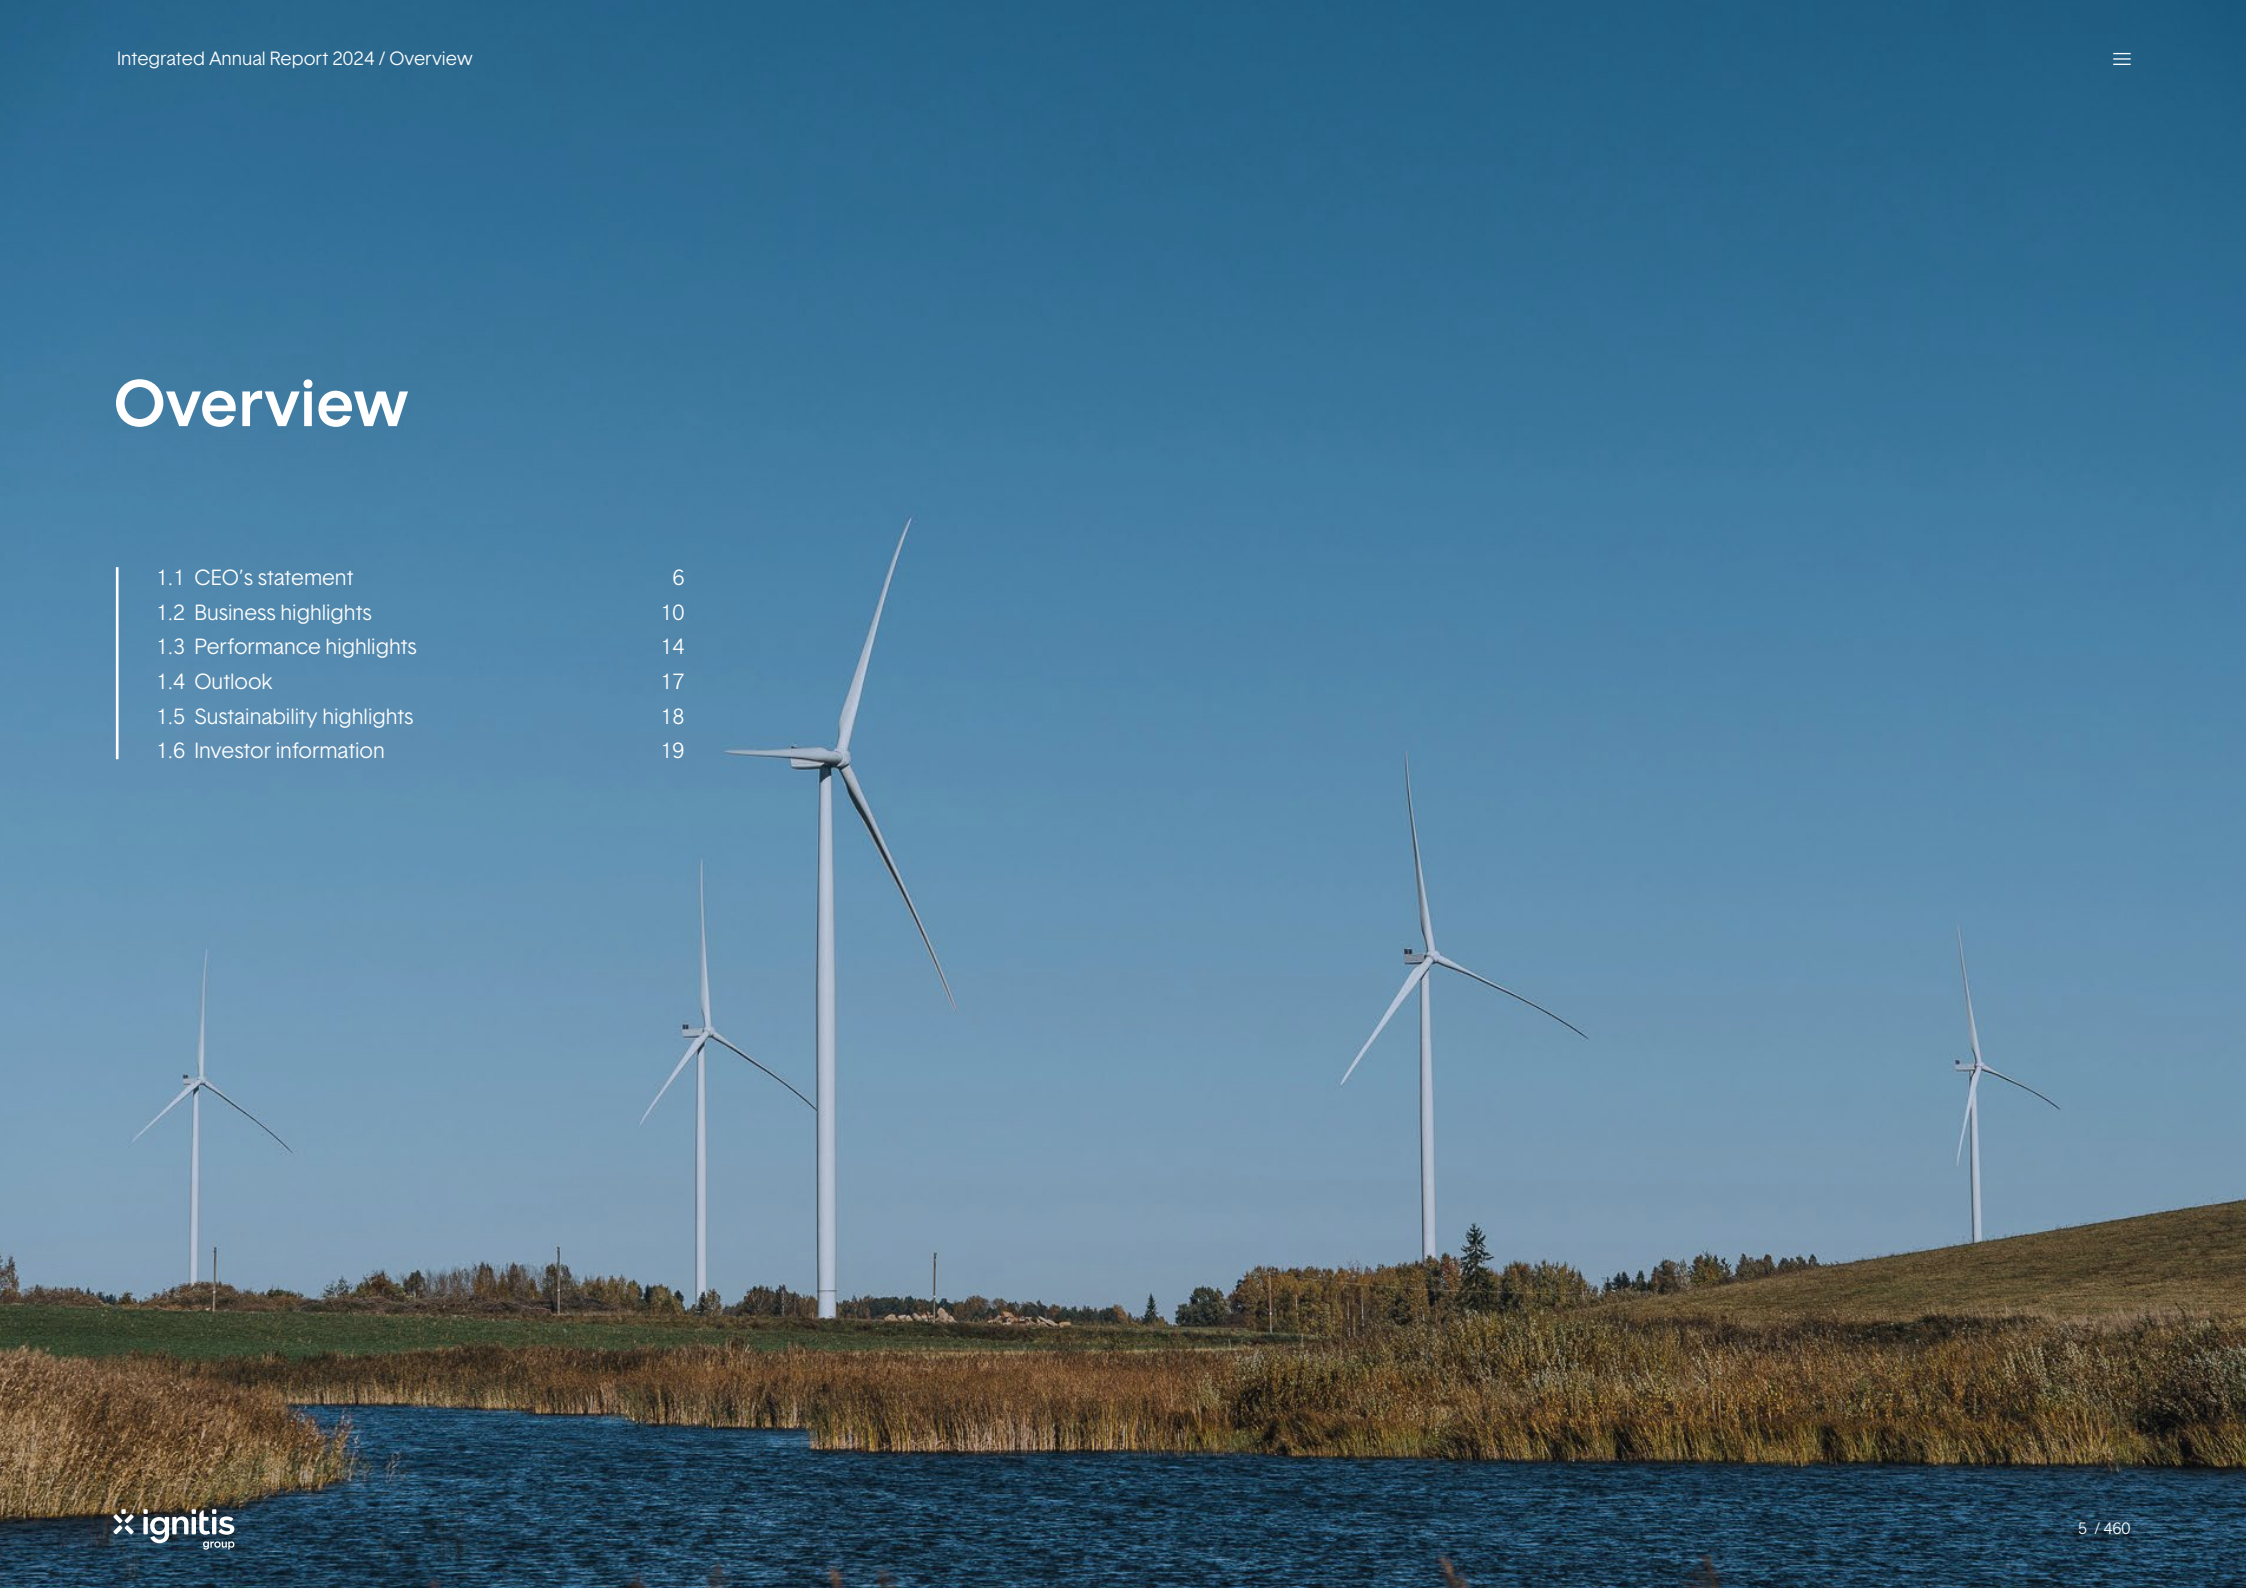 Integrated Annual Report 2024 / Overview
Overview
1.1 CEO's statement 6
1.2 Business highlights 10
1.3 Performance highlights 14
1.4 Outlook 17
1.5 Sustainability highlights 18
1.6 Investor information 19
ignitis
group
5 / 460